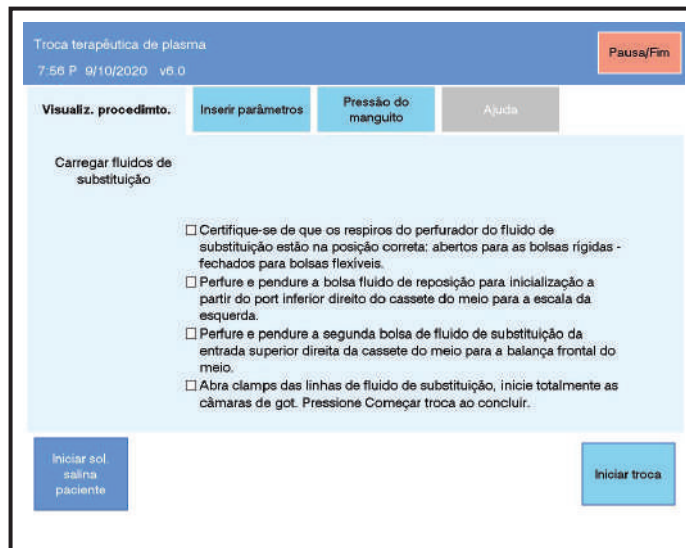 Troca terapêutica de plasma
7:56 P 9/10/2020 v6.0
Pausa/Fim
Visualiz. procedimto.
Inserir parâmetros
Pressão do
manguito
Ajuda
Carregar fluidos de
substituição
☐ Certifique-se de que os respiros do perfurador do fluido de
substituição estão na posição correta: abertos para as bolsas rígidas -
fechados para bolsas flexíveis.
☐ Perfure e pendure a bolsa fluido de reposição para inicialização a
partir do port inferior direito do cassete do meio para a escala da
esquerda.
☐ Perfure e pendure a segunda bolsa de fluido de substituição da
entrada superior direita da cassete do meio para a balança frontal do
meio.
☐ Abra clamps das linhas de fluido de substituição, inicie totalmente as
câmaras de got. Pressione Começar troca ao concluir.
Iniciar sol.
salina
paciente
Iniciar troca